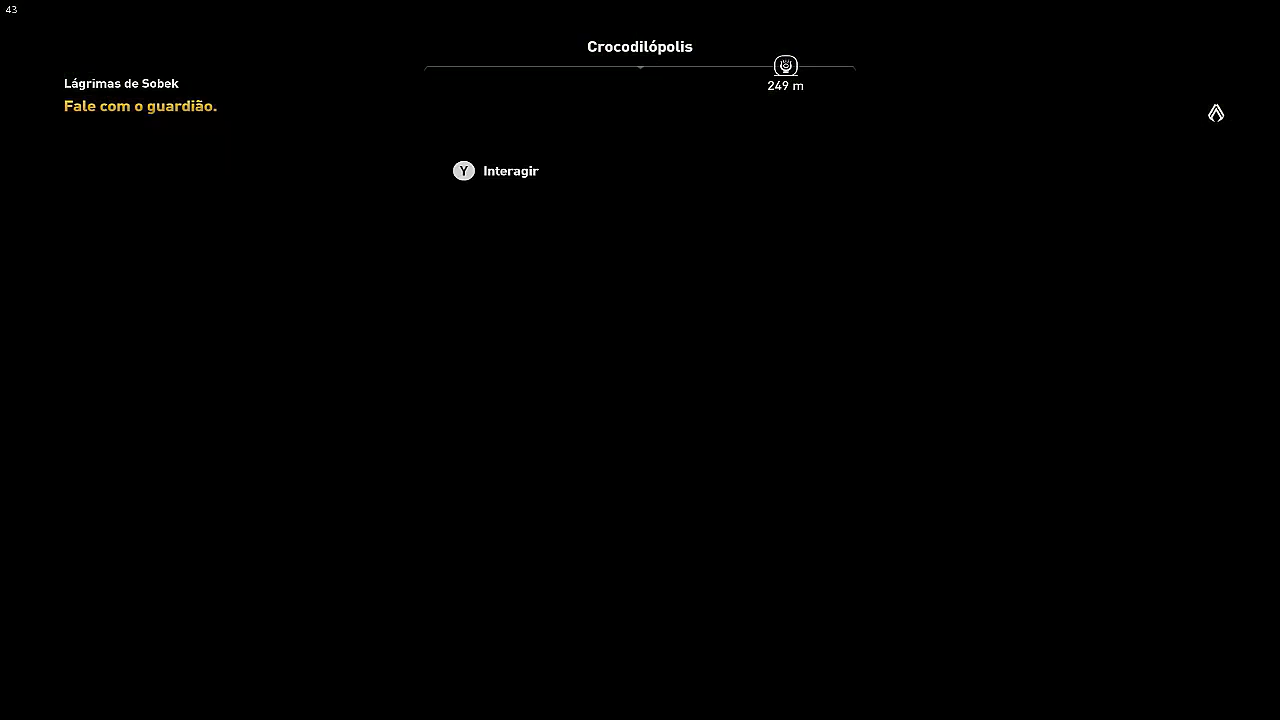 43
Crocodilópolis
249 m
Lágrimas de Sobek
Fale com o guardião.
Y Interagir